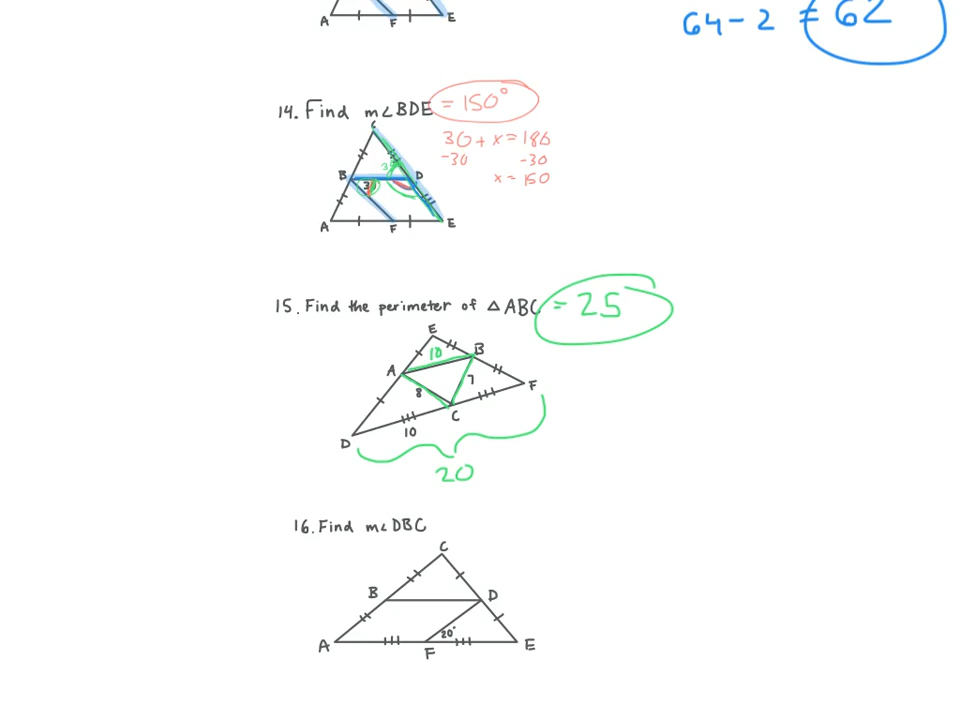 A F E
64-2 = 62
14. Find m∠BDE = 150°
C
30 + x = 180
-30 -30
B 30 D
x = 150
A F E
15. Find the perimeter of △ABC = 25
E
10 B
A 7
8 F
C
10
D
20
16. Find m∠DBC
C
B D
20°
A F E